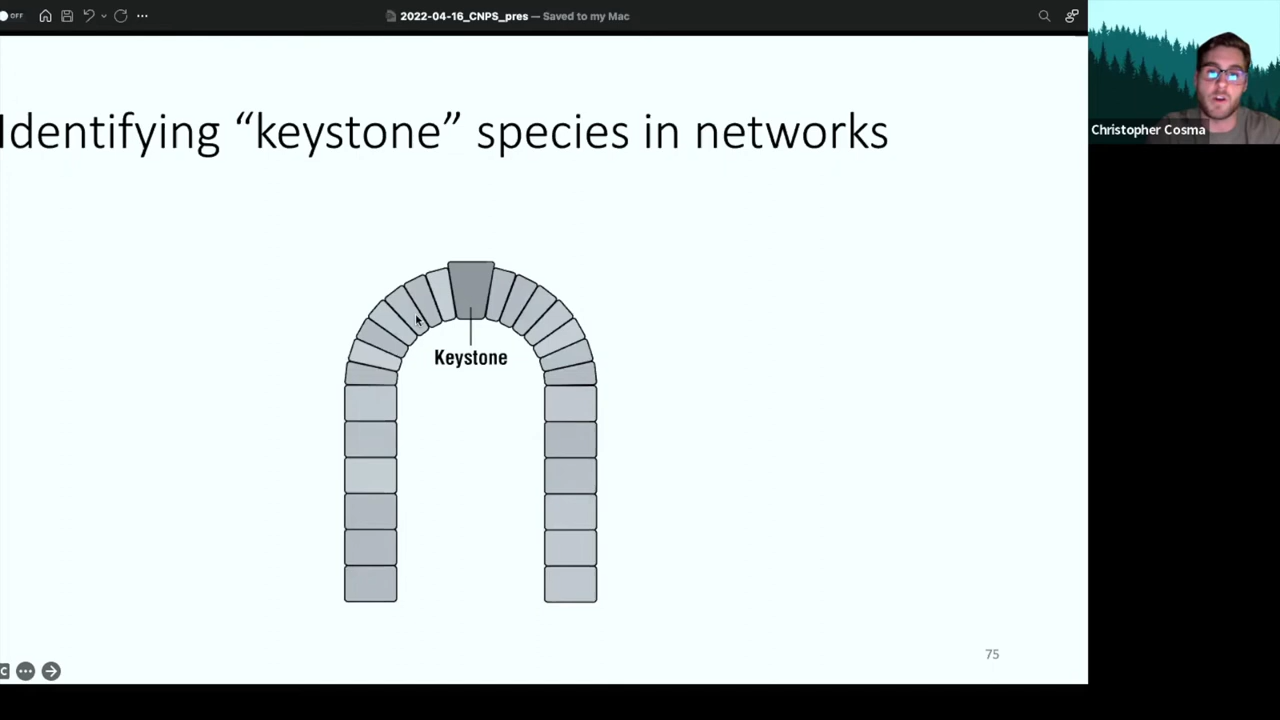 OFF
2022-04-16_CNPS_pres — Saved to my Mac
Identifying “keystone” species in networks
Christopher Cosma
Keystone
75